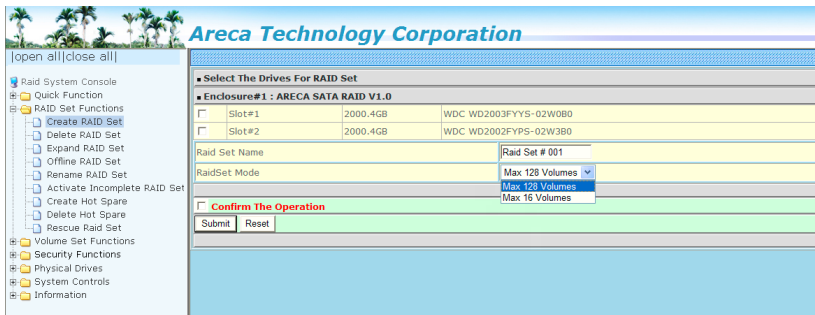 Areca Technology Corporation
|open all|close all|
Raid System Console
Quick Function
RAID Set Functions
Create RAID Set
Delete RAID Set
Expand RAID Set
Offline RAID Set
Rename RAID Set
Activate Incomplete RAID Set
Create Hot Spare
Delete Hot Spare
Rescue Raid Set
Volume Set Functions
Security Functions
Physical Drives
System Controls
Information
Select The Drives For RAID Set
Enclosure#1 : ARECA SATA RAID V1.0
Slot#1 2000.4GB WDC WD2003FYYS-02W0B0
Slot#2 2000.4GB WDC WD2002FYPS-02W3B0
Raid Set Name Raid Set # 001
RaidSet Mode Max 128 Volumes
Max 128 Volumes
Max 16 Volumes
Confirm The Operation
Submit Reset